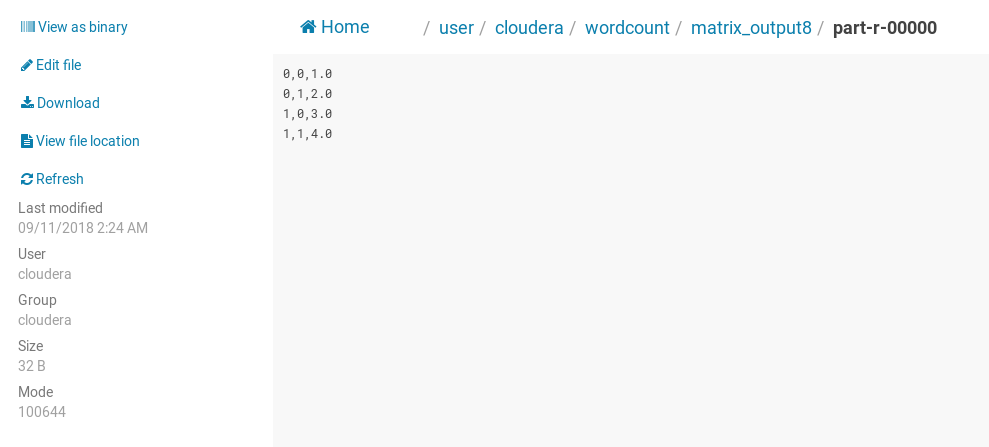 View as binary
Edit file
Download
View file location
Refresh
Last modified
09/11/2018 2:24 AM
User
cloudera
Group
cloudera
Size
32 B
Mode
100644
Home / user / cloudera / wordcount / matrix_output8 / part-r-00000
0,0,1.0
0,1,2.0
1,0,3.0
1,1,4.0